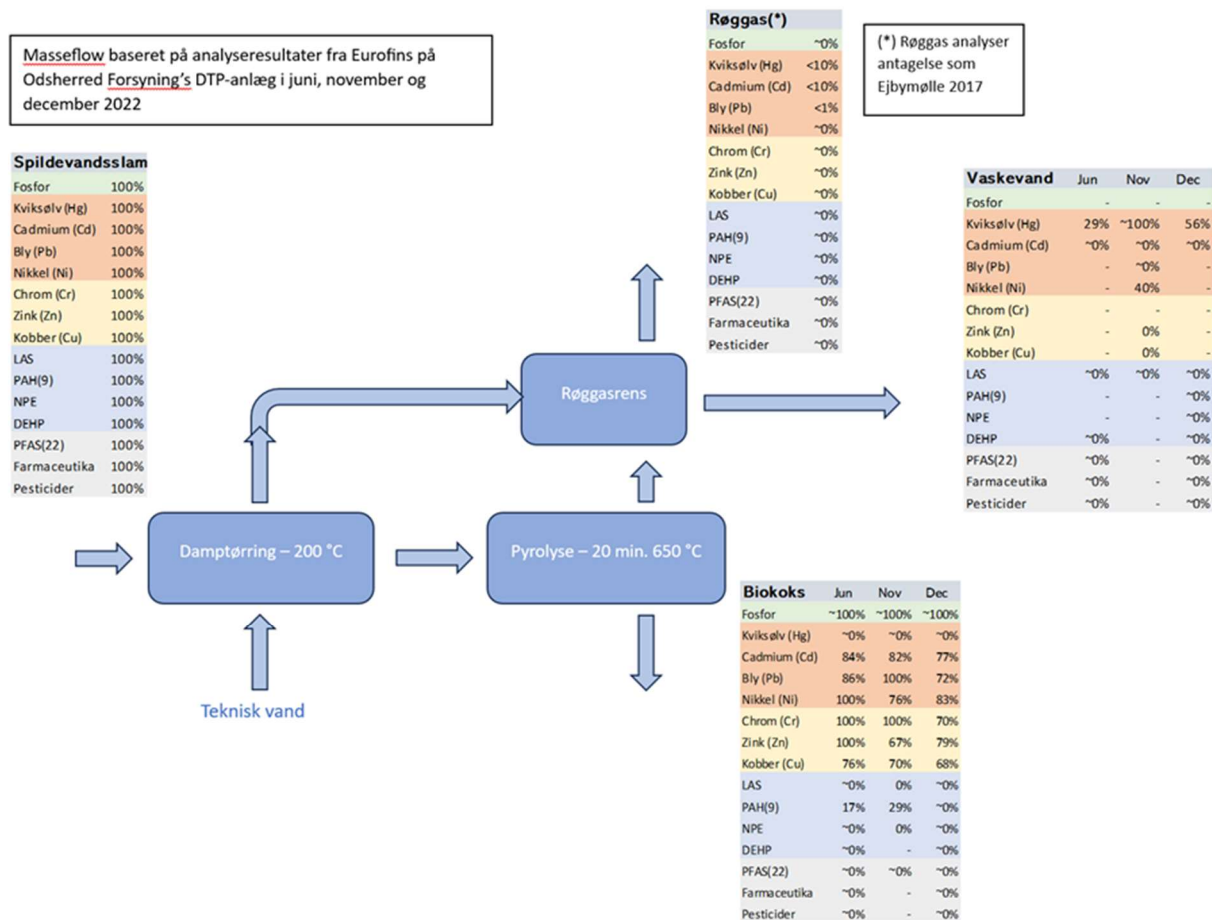 Masseflow baseret på analyseresultater fra Eurofins på
Odsherred Forsyning's DTP-anlæg i juni, november og
december 2022
Røggas(*)
Fosfor ~0%
Kviksølv (Hg) <10%
Cadmium (Cd) <10%
Bly (Pb) <1%
Nikkel (Ni) ~0%
Chrom (Cr) ~0%
Zink (Zn) ~0%
Kobber (Cu) ~0%
LAS ~0%
PAH(9) ~0%
NPE ~0%
DEHP ~0%
PFAS(22) ~0%
Farmaceutika ~0%
Pesticider ~0%
(*) Røggas analyser
antagelse som
Ejbymølle 2017
Spildevandsslam
Fosfor 100%
Kviksølv (Hg) 100%
Cadmium (Cd) 100%
Bly (Pb) 100%
Nikkel (Ni) 100%
Chrom (Cr) 100%
Zink (Zn) 100%
Kobber (Cu) 100%
LAS 100%
PAH(9) 100%
NPE 100%
DEHP 100%
PFAS(22) 100%
Farmaceutika 100%
Pesticider 100%
Vaskevand Jun Nov Dec
Fosfor - - -
Kviksølv (Hg) 29% ~100% 56%
Cadmium (Cd) ~0% ~0% ~0%
Bly (Pb) - ~0% -
Nikkel (Ni) - 40% -
Chrom (Cr) - - -
Zink (Zn) - 0% -
Kobber (Cu) - 0% -
LAS ~0% ~0% ~0%
PAH(9) - - ~0%
NPE - - ~0%
DEHP ~0% - ~0%
PFAS(22) ~0% - ~0%
Farmaceutika ~0% - ~0%
Pesticider ~0% - ~0%
Røggasrens
Damptørring – 200 °C
Pyrolyse – 20 min. 650 °C
Teknisk vand
Biokoks Jun Nov Dec
Fosfor ~100% ~100% ~100%
Kviksølv (Hg) ~0% ~0% ~0%
Cadmium (Cd) 84% 82% 77%
Bly (Pb) 86% 100% 72%
Nikkel (Ni) 100% 76% 83%
Chrom (Cr) 100% 100% 70%
Zink (Zn) 100% 67% 79%
Kobber (Cu) 76% 70% 68%
LAS ~0% 0% ~0%
PAH(9) 17% 29% ~0%
NPE ~0% 0% ~0%
DEHP ~0% - ~0%
PFAS(22) ~0% ~0% ~0%
Farmaceutika ~0% - ~0%
Pesticider ~0% - ~0%